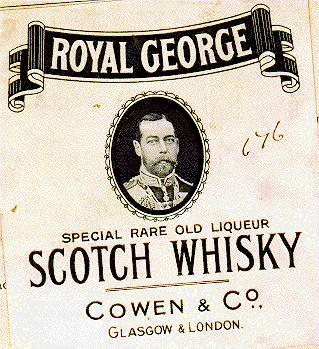 ROYAL GEORGE
676
SPECIAL RARE OLD LIQUEUR
SCOTCH WHISKY
COWEN & Co.,
GLASGOW & LONDON.